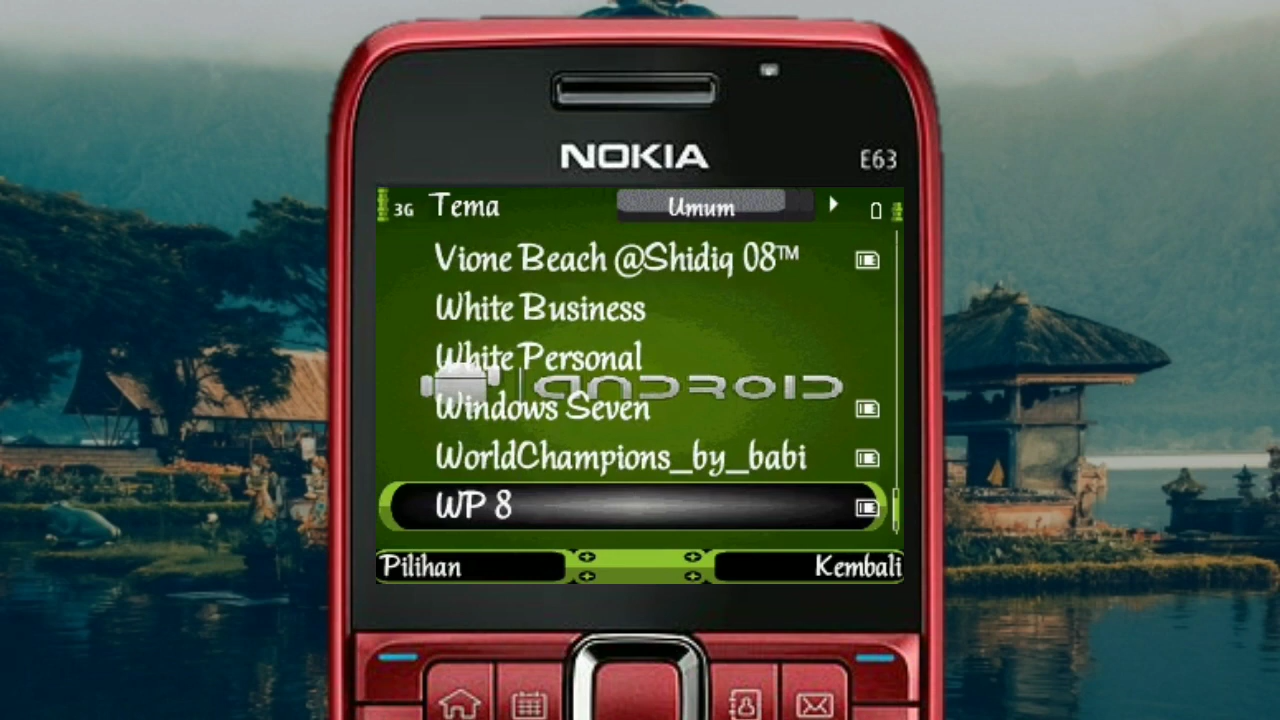 NOKIA
E63
3G Tema Umum
Vione Beach @Shidiq 08™
White Business
White Personal
ANDROID
Windows Seven
WorldChampions_by_babi
WP 8
Pilihan Kembali